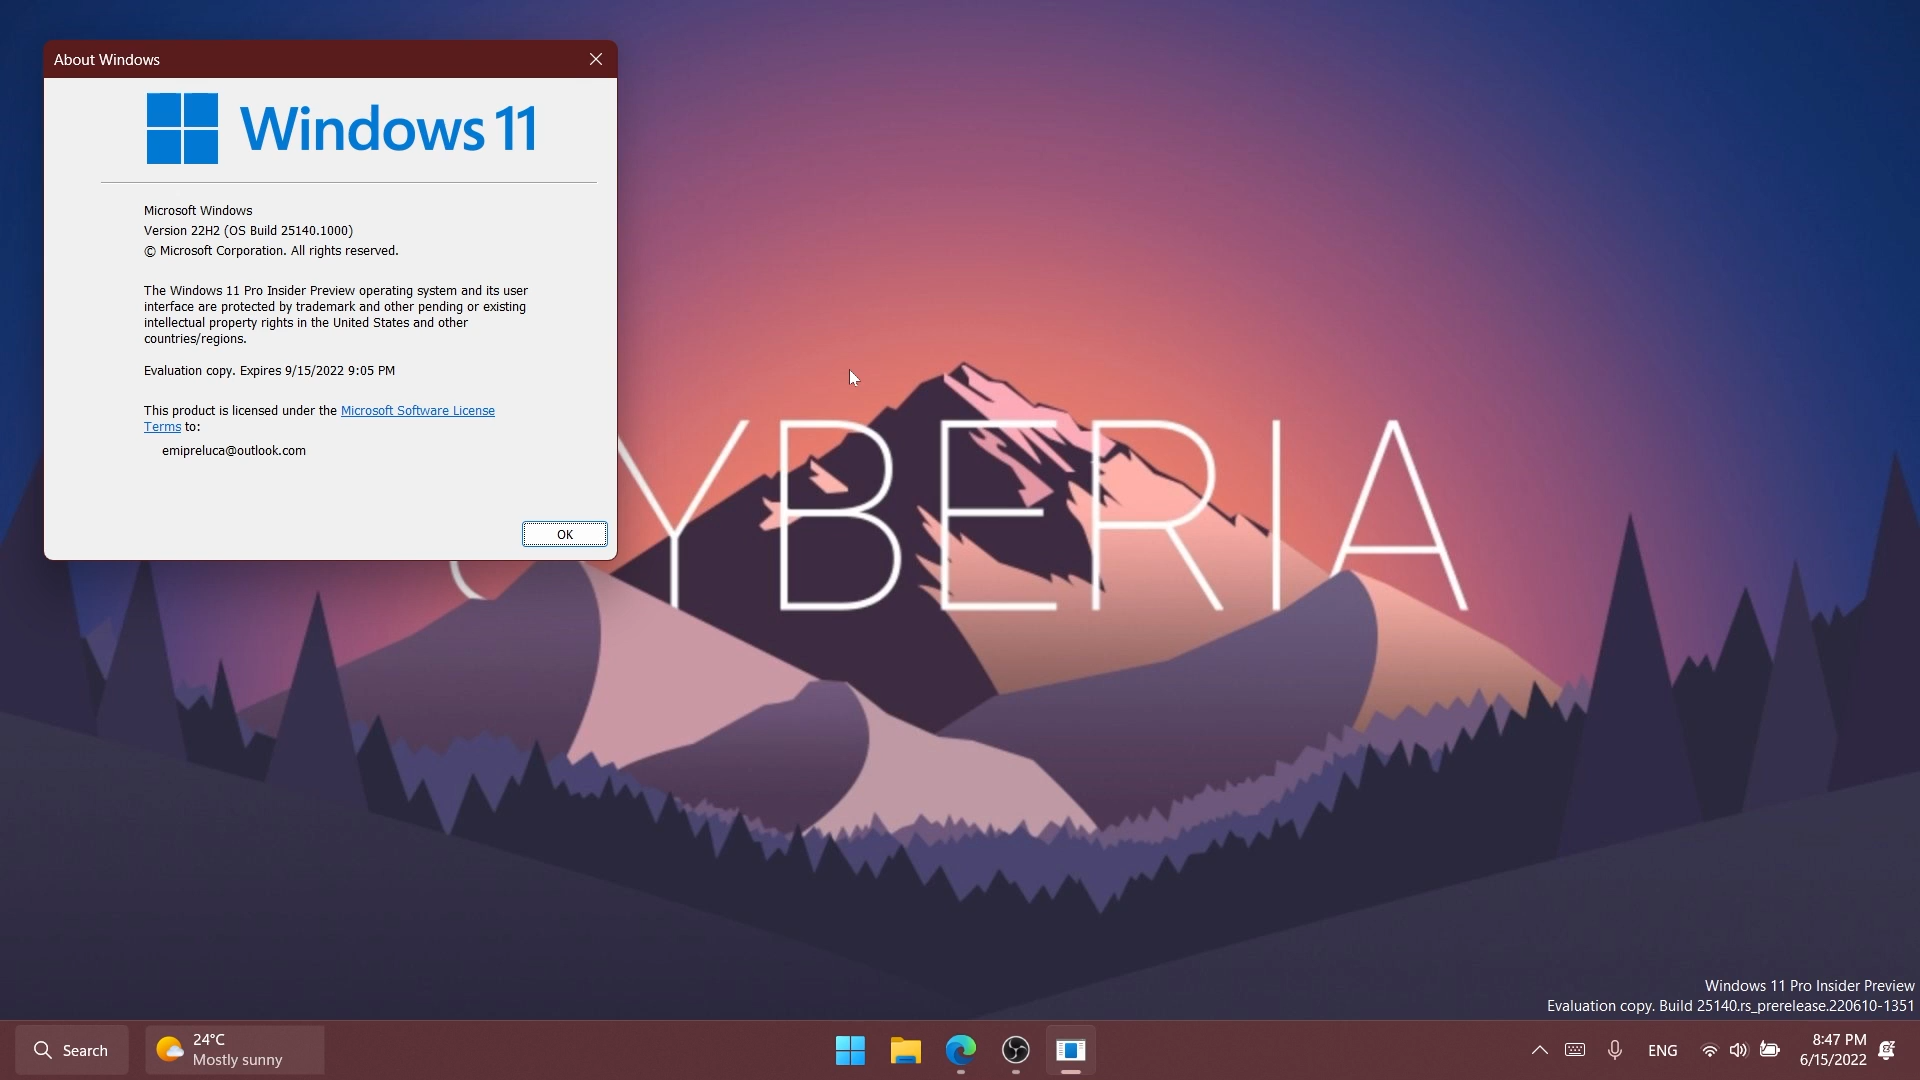 About Windows
Windows 11
Microsoft Windows
Version 22H2 (OS Build 25140.1000)
© Microsoft Corporation. All rights reserved.
The Windows 11 Pro Insider Preview operating system and its user
interface are protected by trademark and other pending or existing
intellectual property rights in the United States and other
countries/regions.
Evaluation copy. Expires 9/15/2022 9:05 PM
This product is licensed under the Microsoft Software License
Terms to:
emipreluca@outlook.com
OK
YBERIA
Windows 11 Pro Insider Preview
Evaluation copy. Build 25140.rs_prerelease.220610-1351
Search
24°C
Mostly sunny
ENG
8:47 PM
6/15/2022